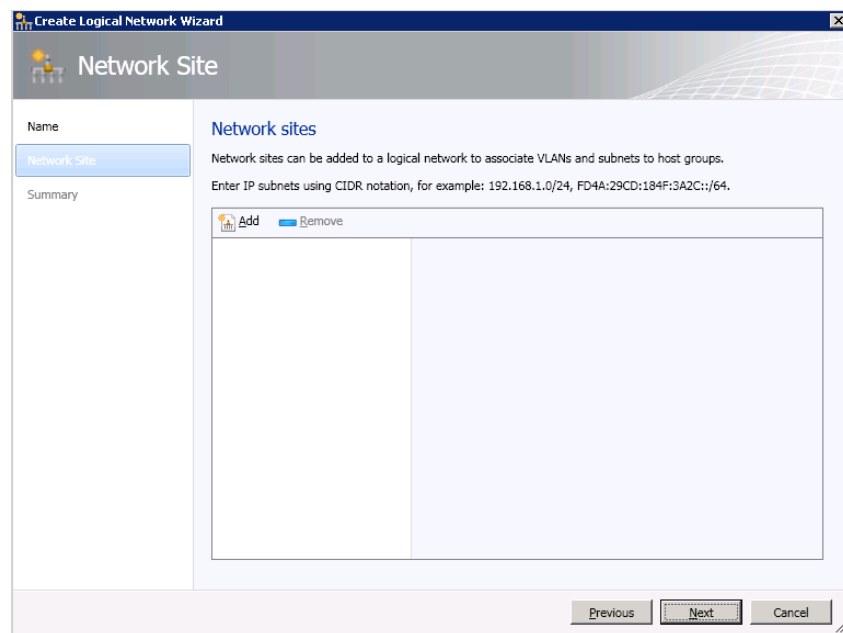 Create Logical Network Wizard
Network Site
Name
Network Site
Summary
Network sites
Network sites can be added to a logical network to associate VLANs and subnets to host groups.
Enter IP subnets using CIDR notation, for example: 192.168.1.0/24, FD4A:29CD:184F:3A2C::/64.
Add Remove
Previous Next Cancel